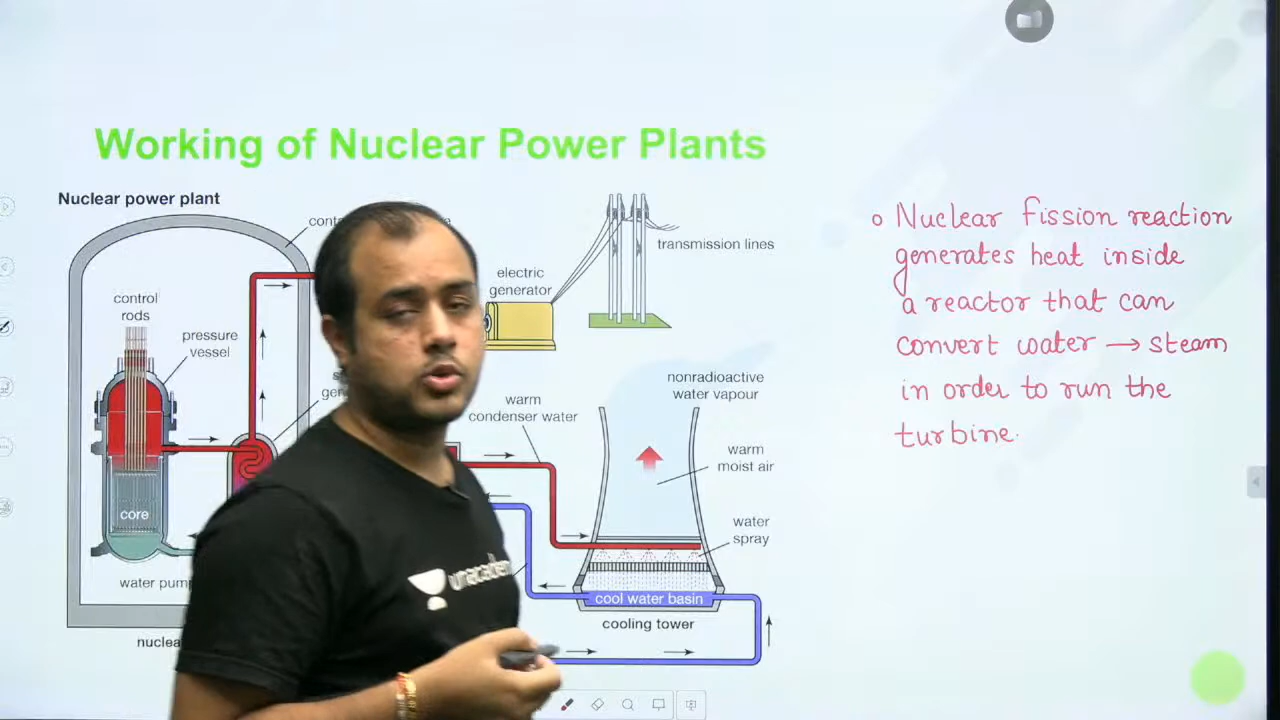 Working of Nuclear Power Plants
Nuclear power plant
transmission lines
electric
generator
control
rods
pressure
vessel
nonradioactive
water vapour
warm
condenser water
warm
moist air
core
water
spray
water pump
cool water basin
cooling tower
unacademy
o Nuclear fission reaction
generates heat inside
a reactor that can
convert water → steam
in order to run the
turbine.